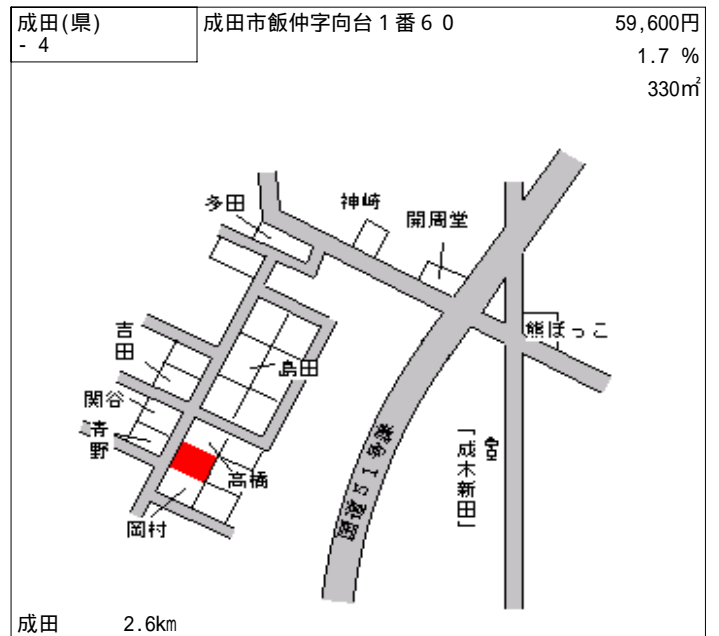 成田(県)
- 4
成田市飯仲字向台１番６０
59,600円
1.7 %
330㎡
多田
神崎
開周堂
熊ぼっこ
吉田
島田
関谷
青野
高橋
岡村
国道５１号線
「成木新田」
成田 2.6km